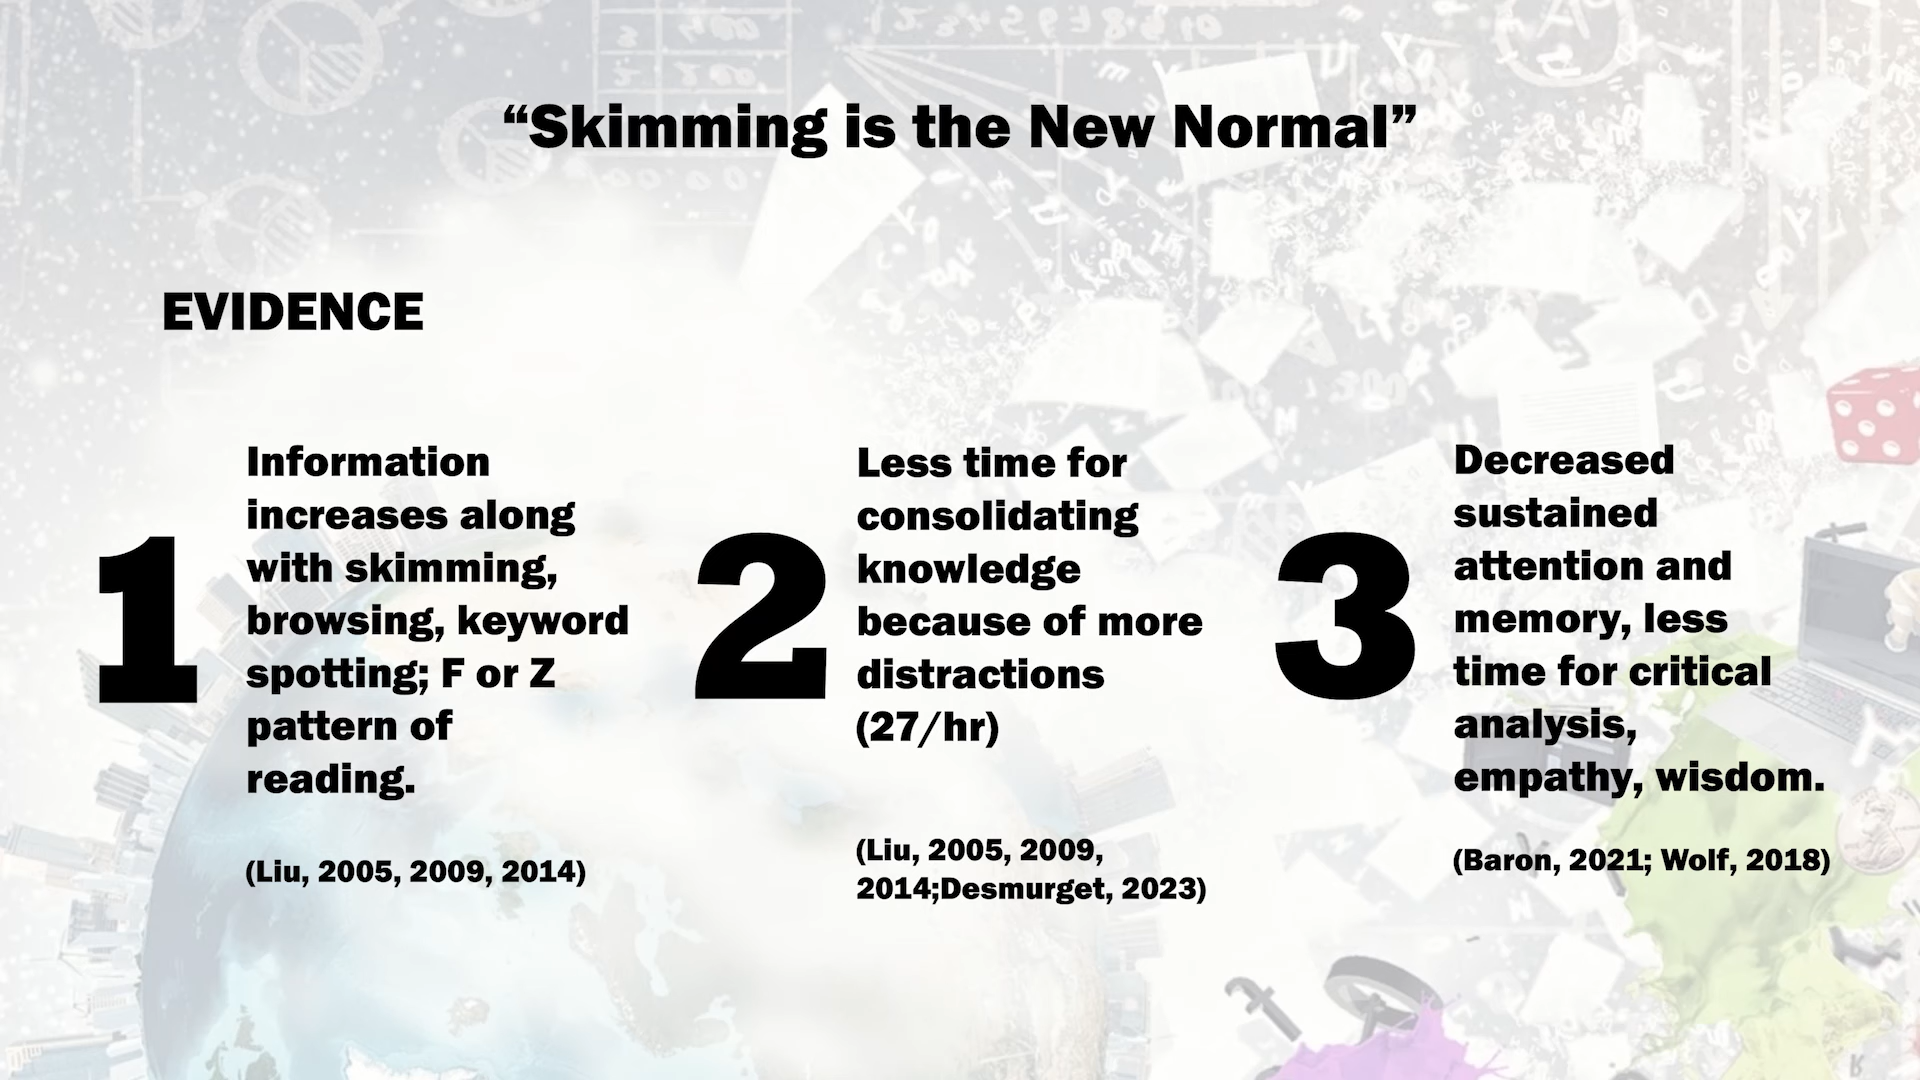 “Skimming is the New Normal”
EVIDENCE
1
Information
increases along
with skimming,
browsing, keyword
spotting; F or Z
pattern of
reading.
(Liu, 2005, 2009, 2014)
2
Less time for
consolidating
knowledge
because of more
distractions
(27/hr)
(Liu, 2005, 2009,
2014;Desmurget, 2023)
3
Decreased
sustained
attention and
memory, less
time for critical
analysis,
empathy, wisdom.
(Baron, 2021; Wolf, 2018)